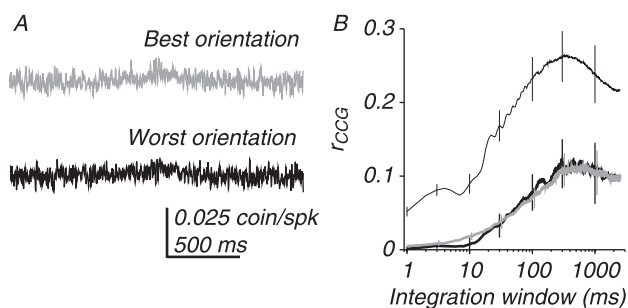 A
Best orientation
Worst orientation
0.025 coin/spk
500 ms
B
r_CCG
0.3
0.2
0.1
0
1 10 100 1000
Integration window (ms)